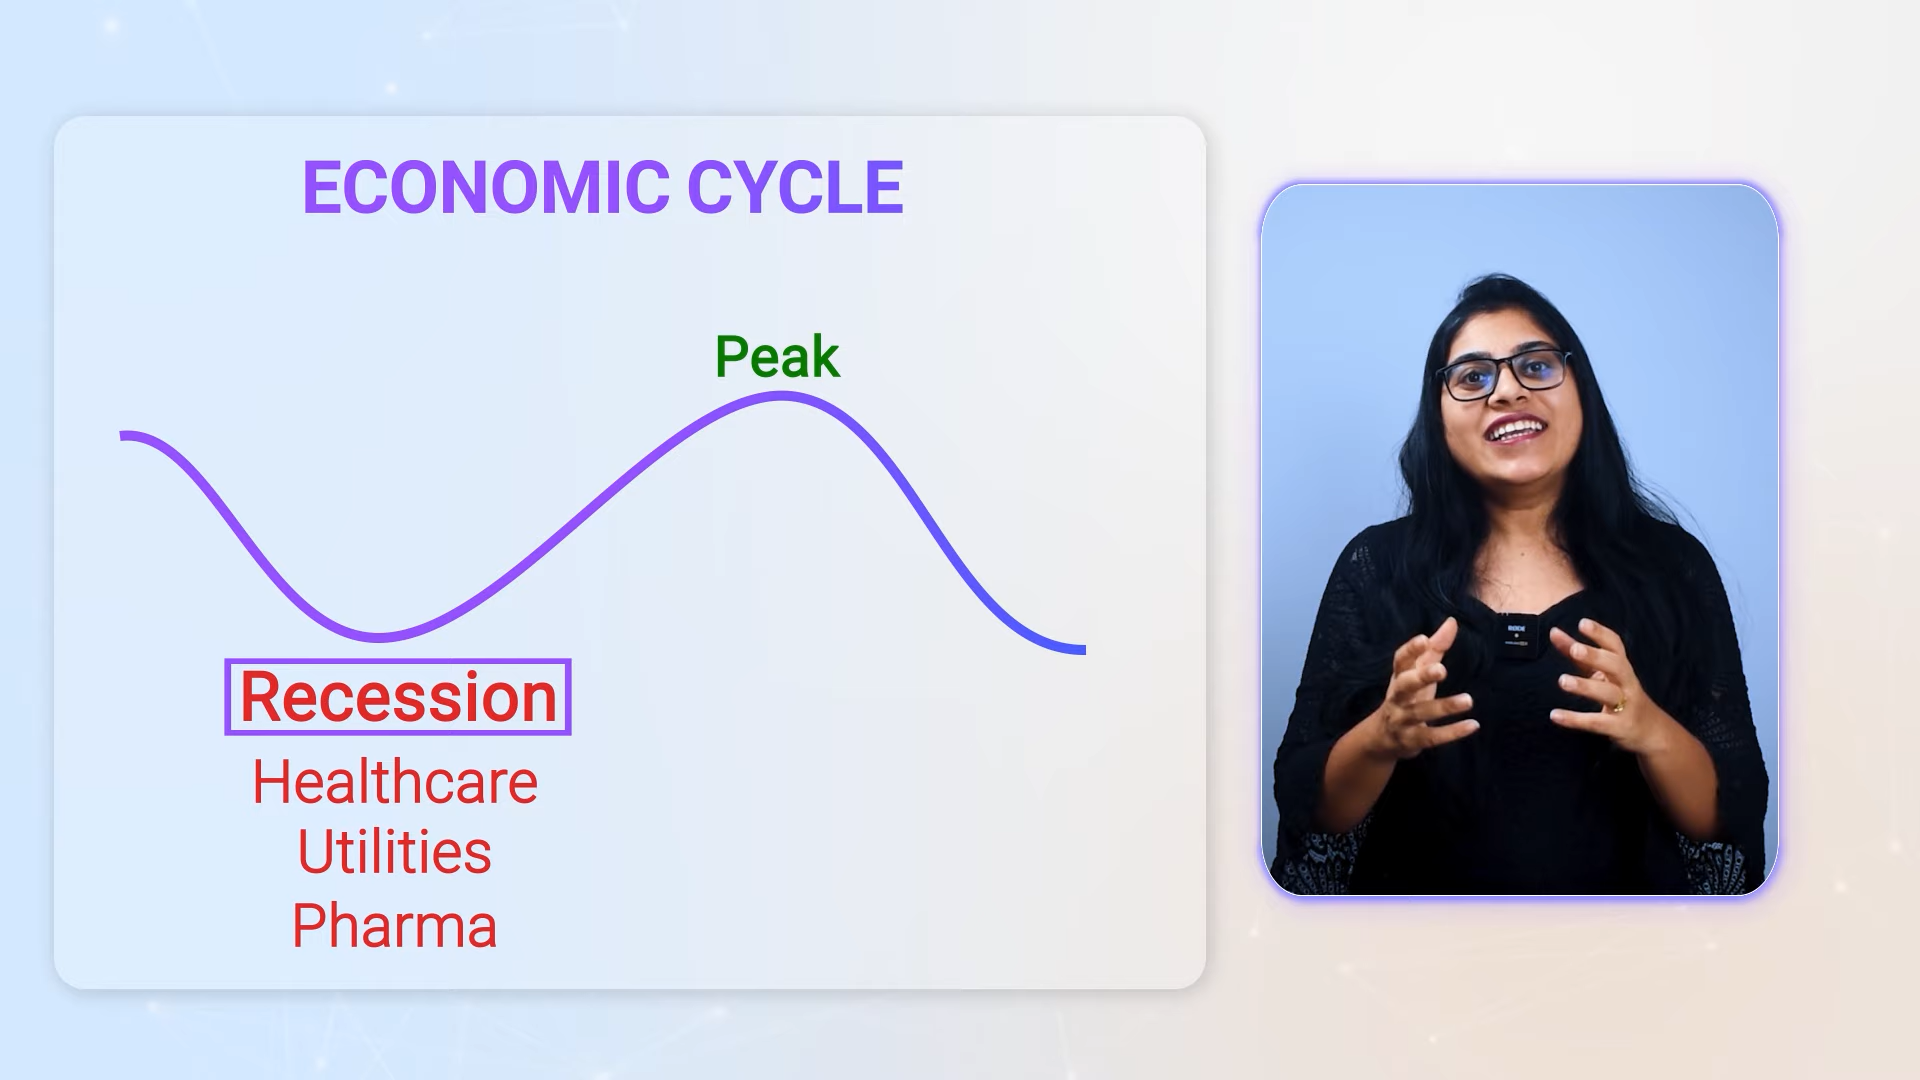 ECONOMIC CYCLE
Peak
Recession
Healthcare
Utilities
Pharma